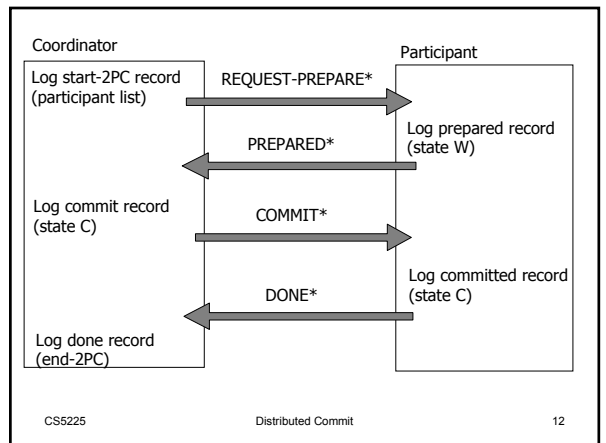 Coordinator
Participant
Log start-2PC record
(participant list)
REQUEST-PREPARE*
Log prepared record
(state W)
PREPARED*
Log commit record
(state C)
COMMIT*
Log committed record
(state C)
DONE*
Log done record
(end-2PC)
CS5225
Distributed Commit
12